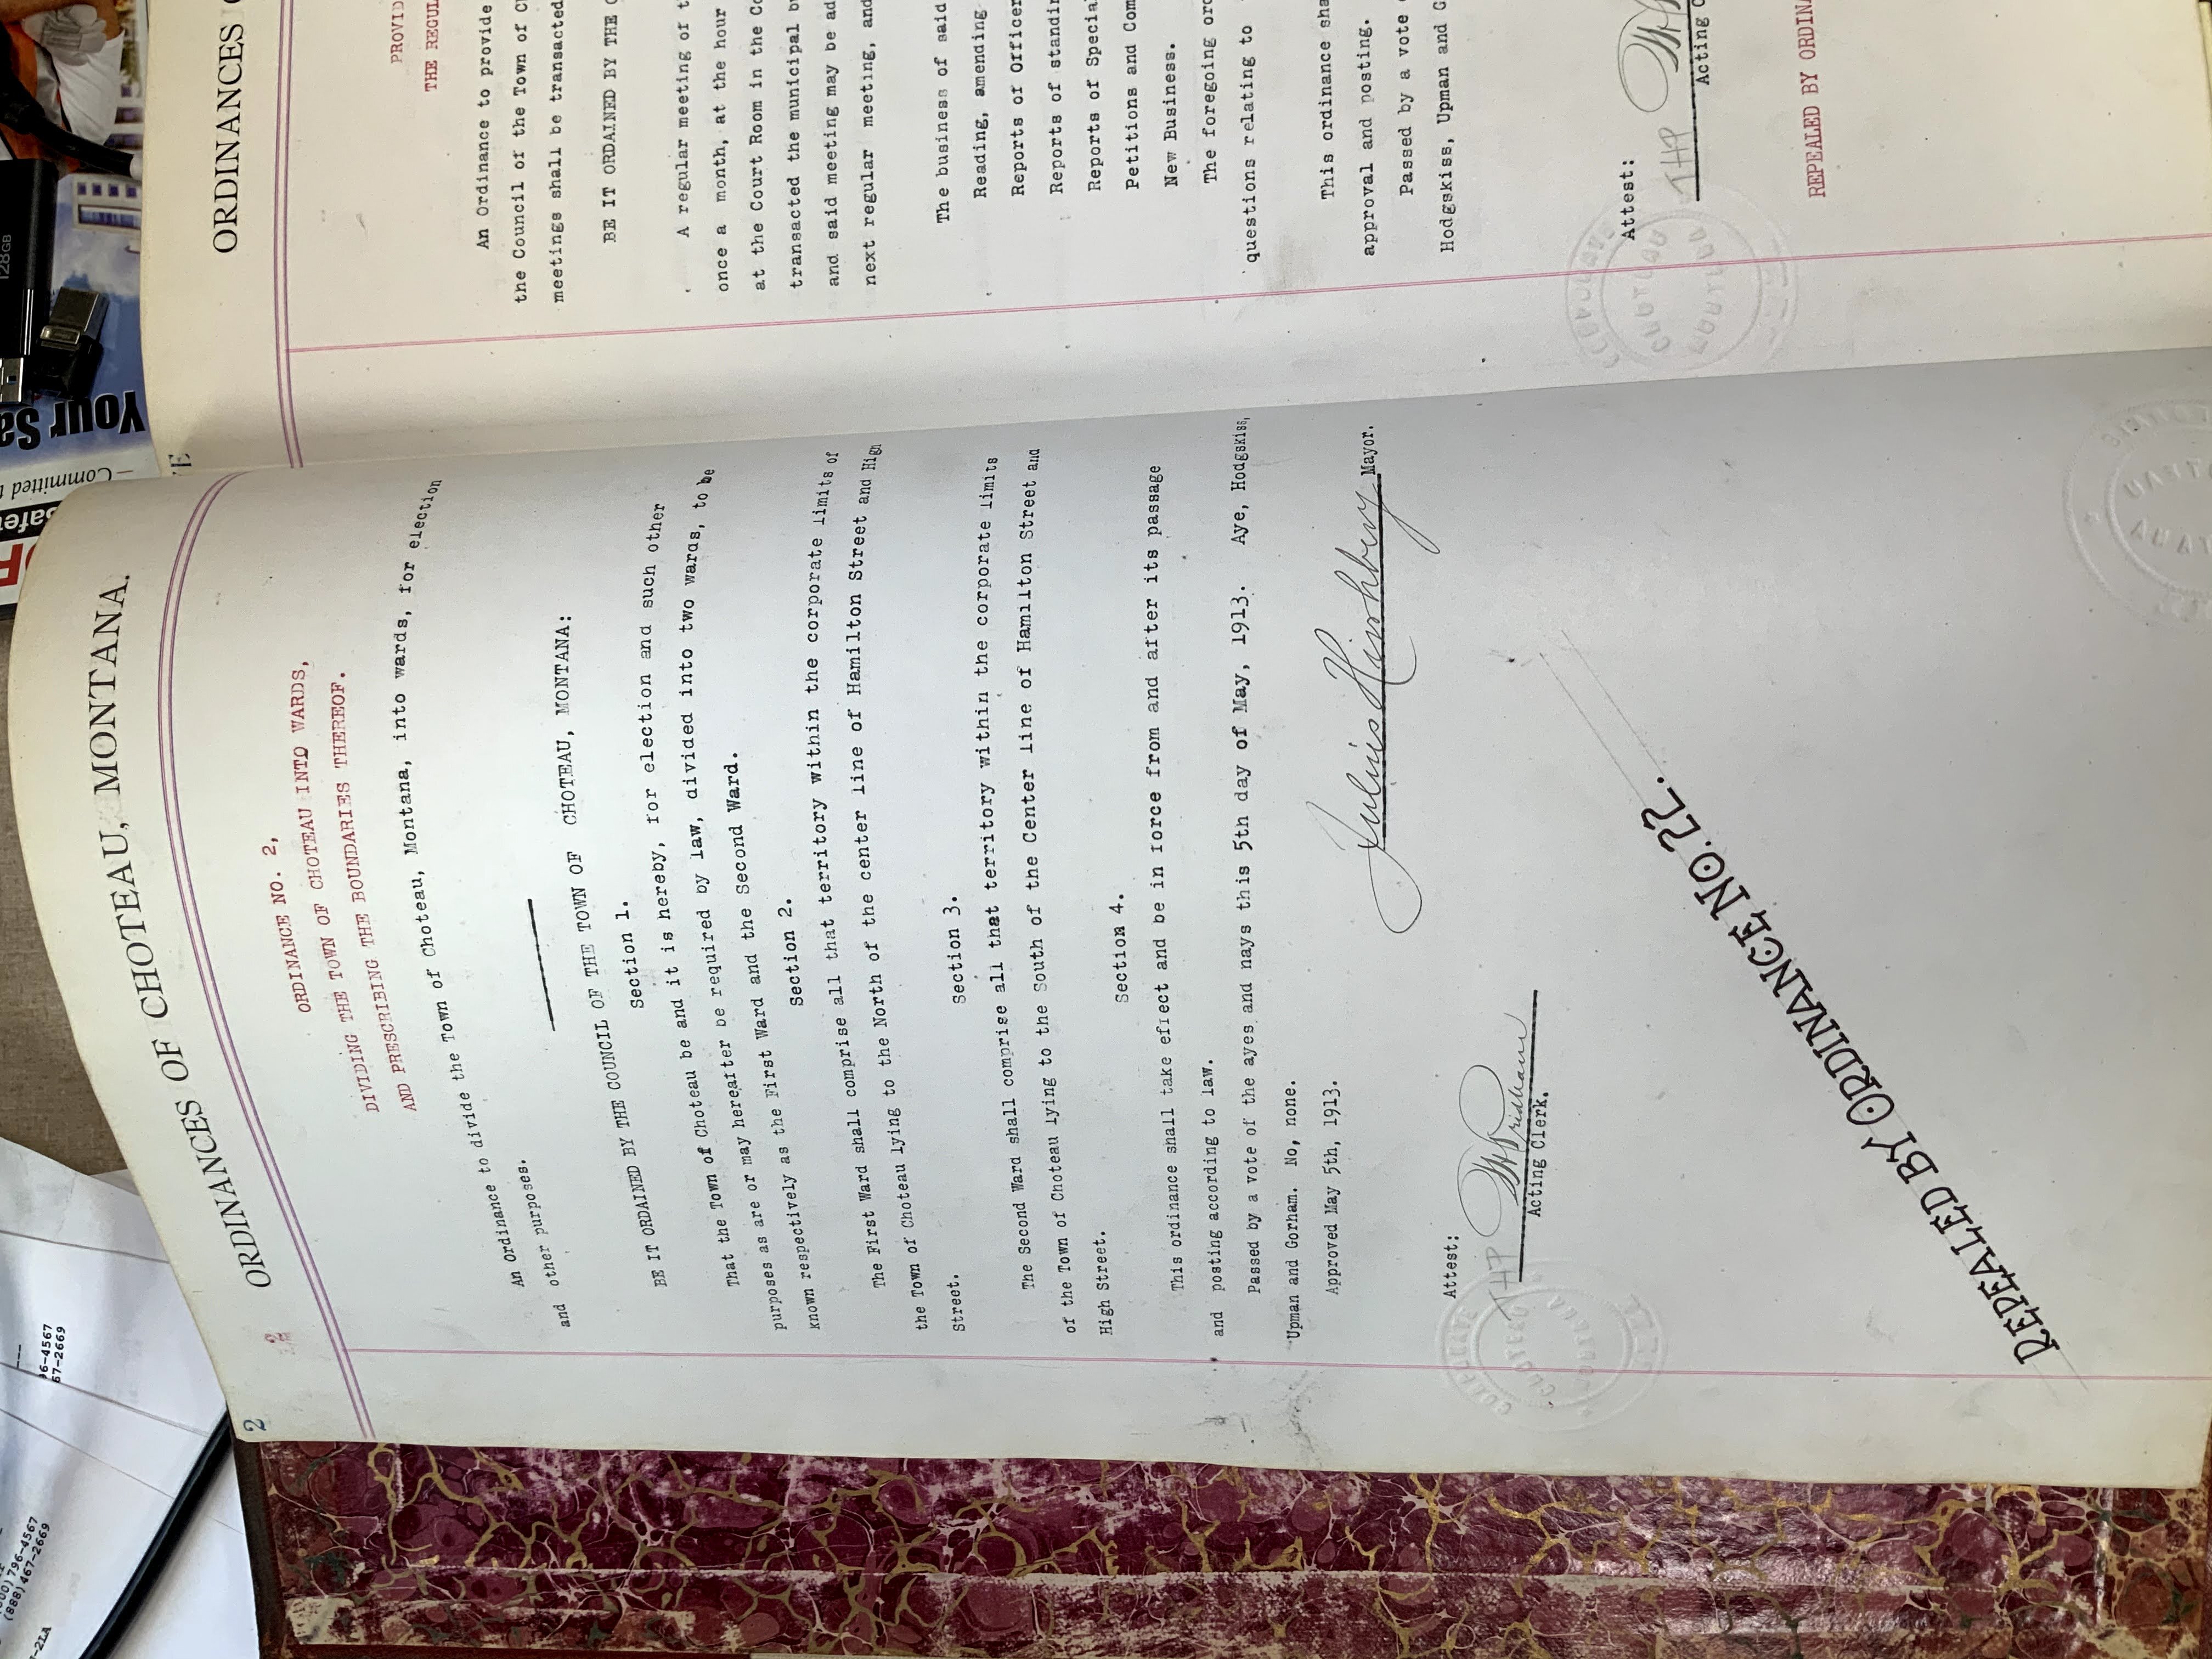 (800) 796-4567
(888) 467-2669
-2LA
---
96-4567
67-2669
128GB
Safet
– Committed t
Your Sa
ORDINANCES OF CHOTEAU, MONTANA.
2
2
ORDINANCE NO. 2,
DIVIDING THE TOWN OF CHOTEAU INTO WARDS,
AND PRESCRIBING THE BOUNDARIES THEREOF.
An Ordinance to divide the Town of Choteau, Montana, into wards, for election
and other purposes.
BE IT ORDAINED BY THE COUNCIL OF THE TOWN OF CHOTEAU, MONTANA:
Section 1.
That the Town of Choteau be and it is hereby, for election and such other
purposes as are or may hereafter be required by law, divided into two wards, to be
known respectively as the First Ward and the Second Ward.
Section 2.
The First Ward shall comprise all that territory within the corporate limits of
the Town of Choteau lying to the North of the center line of Hamilton Street and High
Street.
Section 3.
The Second Ward shall comprise all that territory within the corporate limits
of the Town of Choteau lying to the South of the Center line of Hamilton Street and
High Street.
Section 4.
This ordinance shall take effect and be in force from and after its passage
and posting according to law.
Passed by a vote of the ayes and nays this 5th day of May, 1913. Aye, Hodgskiss,
Upman and Gorham. No, none.
Approved May 5th, 1913.
Julius Hirshberg Mayor.
Attest:
THP
Pridham
Acting Clerk.
CHOTEAU
REPEALED BY ORDINANCE NO. 22.
VE
ORDINANCES
PROVID
THE REGUL
An Ordinance to provide
the Council of the Town of C
meetings shall be transacted
BE IT ORDAINED BY THE C
A regular meeting of t
once a month, at the hour
at the Court Room in the Co
transacted the municipal b
and said meeting may be ad
next regular meeting, and
The business of said
Reading, amending
Reports of Officer
Reports of standin
Reports of Special
Petitions and Com
New Business.
The foregoing ord
questions relating to
This ordinance sha
approval and posting.
Passed by a vote
Hodgskiss, Upman and G
Attest:
THP
Acting C
CHOTEAU
REPEALED BY ORDINA